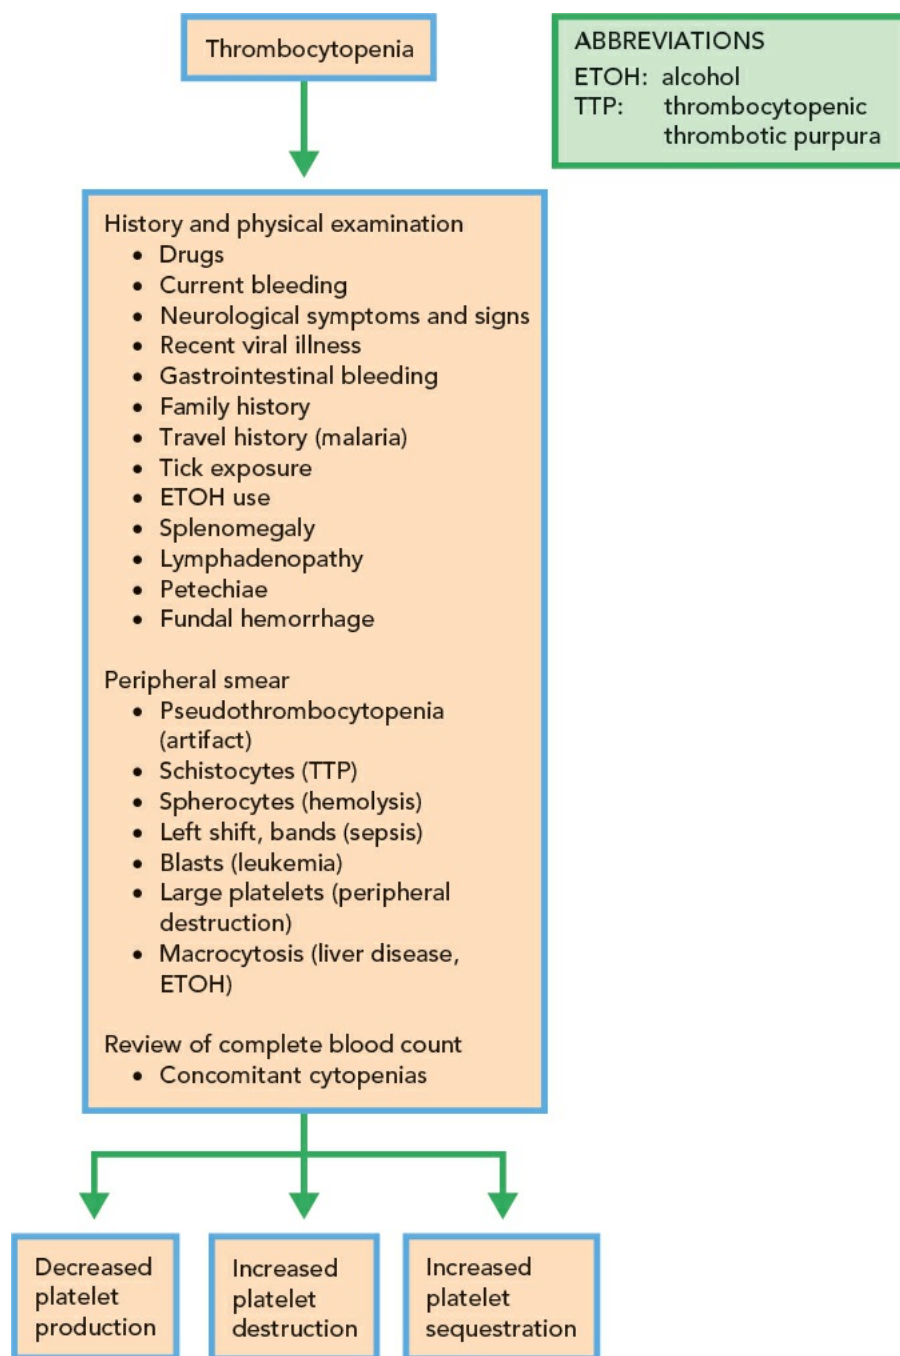 Thrombocytopenia
ABBREVIATIONS
ETOH: alcohol
TTP: thrombocytopenic
thrombotic purpura
History and physical examination
• Drugs
• Current bleeding
• Neurological symptoms and signs
• Recent viral illness
• Gastrointestinal bleeding
• Family history
• Travel history (malaria)
• Tick exposure
• ETOH use
• Splenomegaly
• Lymphadenopathy
• Petechiae
• Fundal hemorrhage
Peripheral smear
• Pseudothrombocytopenia
(artifact)
• Schistocytes (TTP)
• Spherocytes (hemolysis)
• Left shift, bands (sepsis)
• Blasts (leukemia)
• Large platelets (peripheral
destruction)
• Macrocytosis (liver disease,
ETOH)
Review of complete blood count
• Concomitant cytopenias
Decreased
platelet
production
Increased
platelet
destruction
Increased
platelet
sequestration